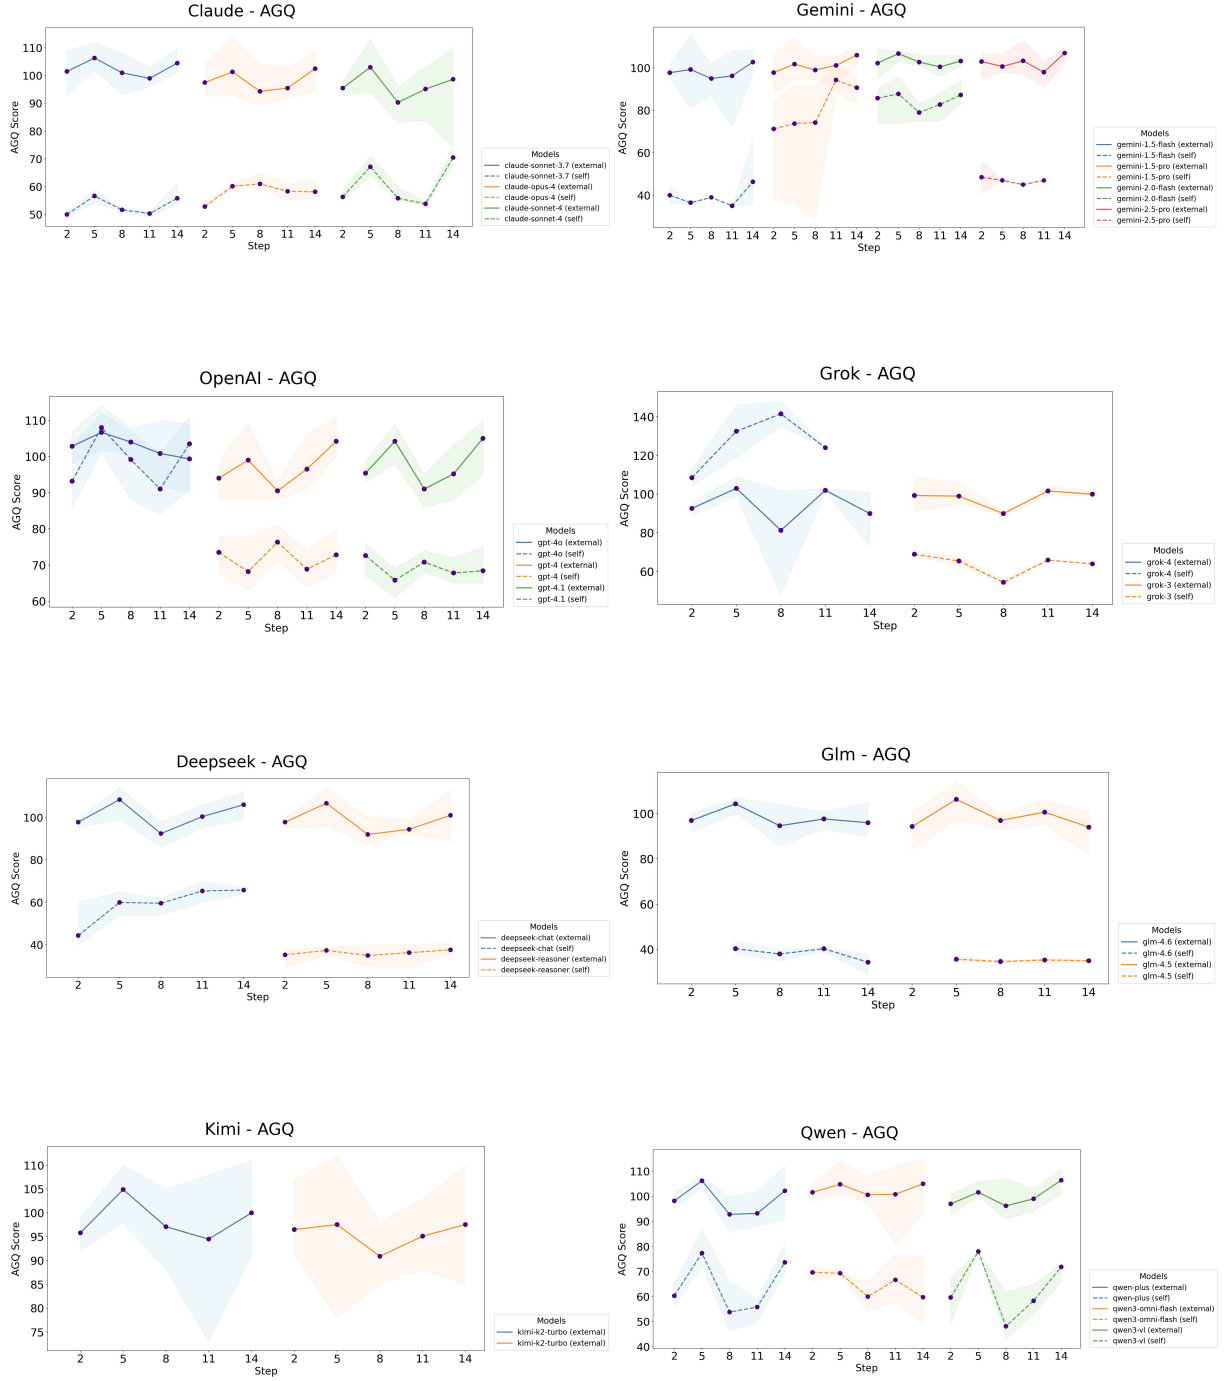 Claude - AGQ
110
100
90
80
70
60
50
AGQ Score
2 5 8 11 14 2 5 8 11 14 2 5 8 11 14
Step
Models
claude-sonnet-3.7 (external)
claude-sonnet-3.7 (self)
claude-opus-4 (external)
claude-opus-4 (self)
claude-sonnet-4 (external)
claude-sonnet-4 (self)
Gemini - AGQ
100
80
60
40
AGQ Score
2 5 8 11 14 2 5 8 11 14 2 5 8 11 14 2 5 8 11 14
Step
Models
gemini-1.5-flash (external)
gemini-1.5-flash (self)
gemini-1.5-pro (external)
gemini-1.5-pro (self)
gemini-2.0-flash (external)
gemini-2.0-flash (self)
gemini-2.5-pro (external)
gemini-2.5-pro (self)
OpenAI - AGQ
110
100
90
80
70
60
AGQ Score
2 5 8 11 14 2 5 8 11 14 2 5 8 11 14
Step
Models
gpt-4o (external)
gpt-4o (self)
gpt-4 (external)
gpt-4 (self)
gpt-4.1 (external)
gpt-4.1 (self)
Grok - AGQ
140
120
100
80
60
AGQ Score
2 5 8 11 14 2 5 8 11 14
Step
Models
grok-4 (external)
grok-4 (self)
grok-3 (external)
grok-3 (self)
Deepseek - AGQ
100
80
60
40
AGQ Score
2 5 8 11 14 2 5 8 11 14
Step
Models
deepseek-chat (external)
deepseek-chat (self)
deepseek-reasoner (external)
deepseek-reasoner (self)
Glm - AGQ
100
80
60
40
AGQ Score
2 5 8 11 14 2 5 8 11 14
Step
Models
glm-4.6 (external)
glm-4.6 (self)
glm-4.5 (external)
glm-4.5 (self)
Kimi - AGQ
110
105
100
95
90
85
80
75
AGQ Score
2 5 8 11 14 2 5 8 11 14
Step
Models
kimi-k2-turbo (external)
kimi-k2-turbo (external)
Qwen - AGQ
110
100
90
80
70
60
50
40
AGQ Score
2 5 8 11 14 2 5 8 11 14 2 5 8 11 14
Step
Models
qwen-plus (external)
qwen-plus (self)
qwen3-omni-flash (external)
qwen3-omni-flash (self)
qwen3-vl (external)
qwen3-vl (self)